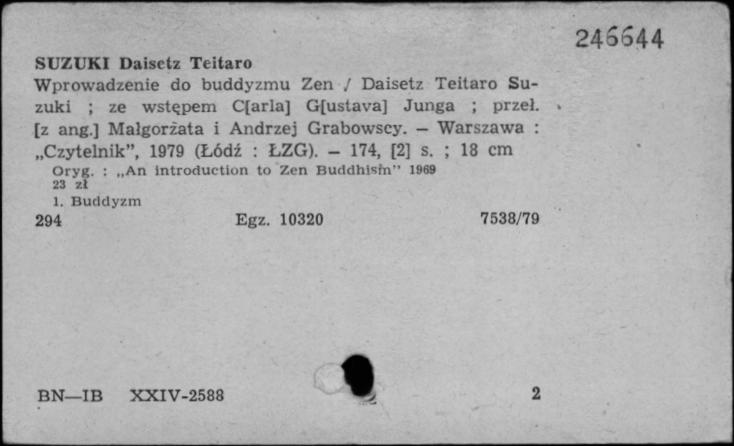 246644
SUZUKI Daisetz Teitaro
Wprowadzenie do buddyzmu Zen / Daisetz Teitaro Su-
zuki ; ze wstępem C[arla] G[ustava] Junga ; przeł.
[z ang.] Małgorzata i Andrzej Grabowscy. — Warszawa :
„Czytelnik”, 1979 (Łódź : ŁZG). — 174, [2] s. ; 18 cm
Oryg. : „An introduction to Zen Buddhism” 1969
23 zł
1. Buddyzm
294 Egz. 10320 7538/79
BN—IB XXIV-2588 2